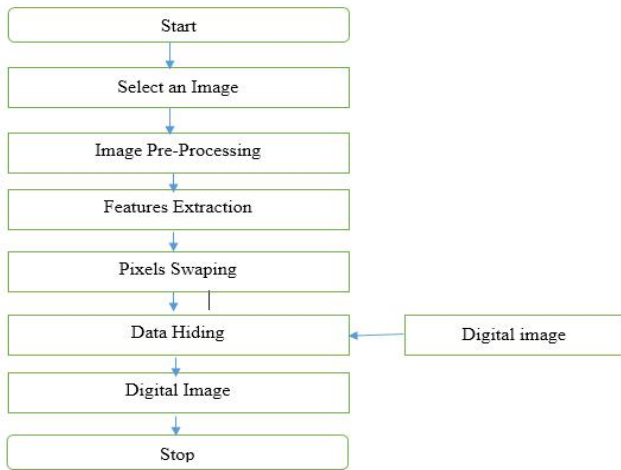 Start
Select an Image
Image Pre-Processing
Features Extraction
Pixels Swaping
Data Hiding
Digital image
Digital Image
Stop